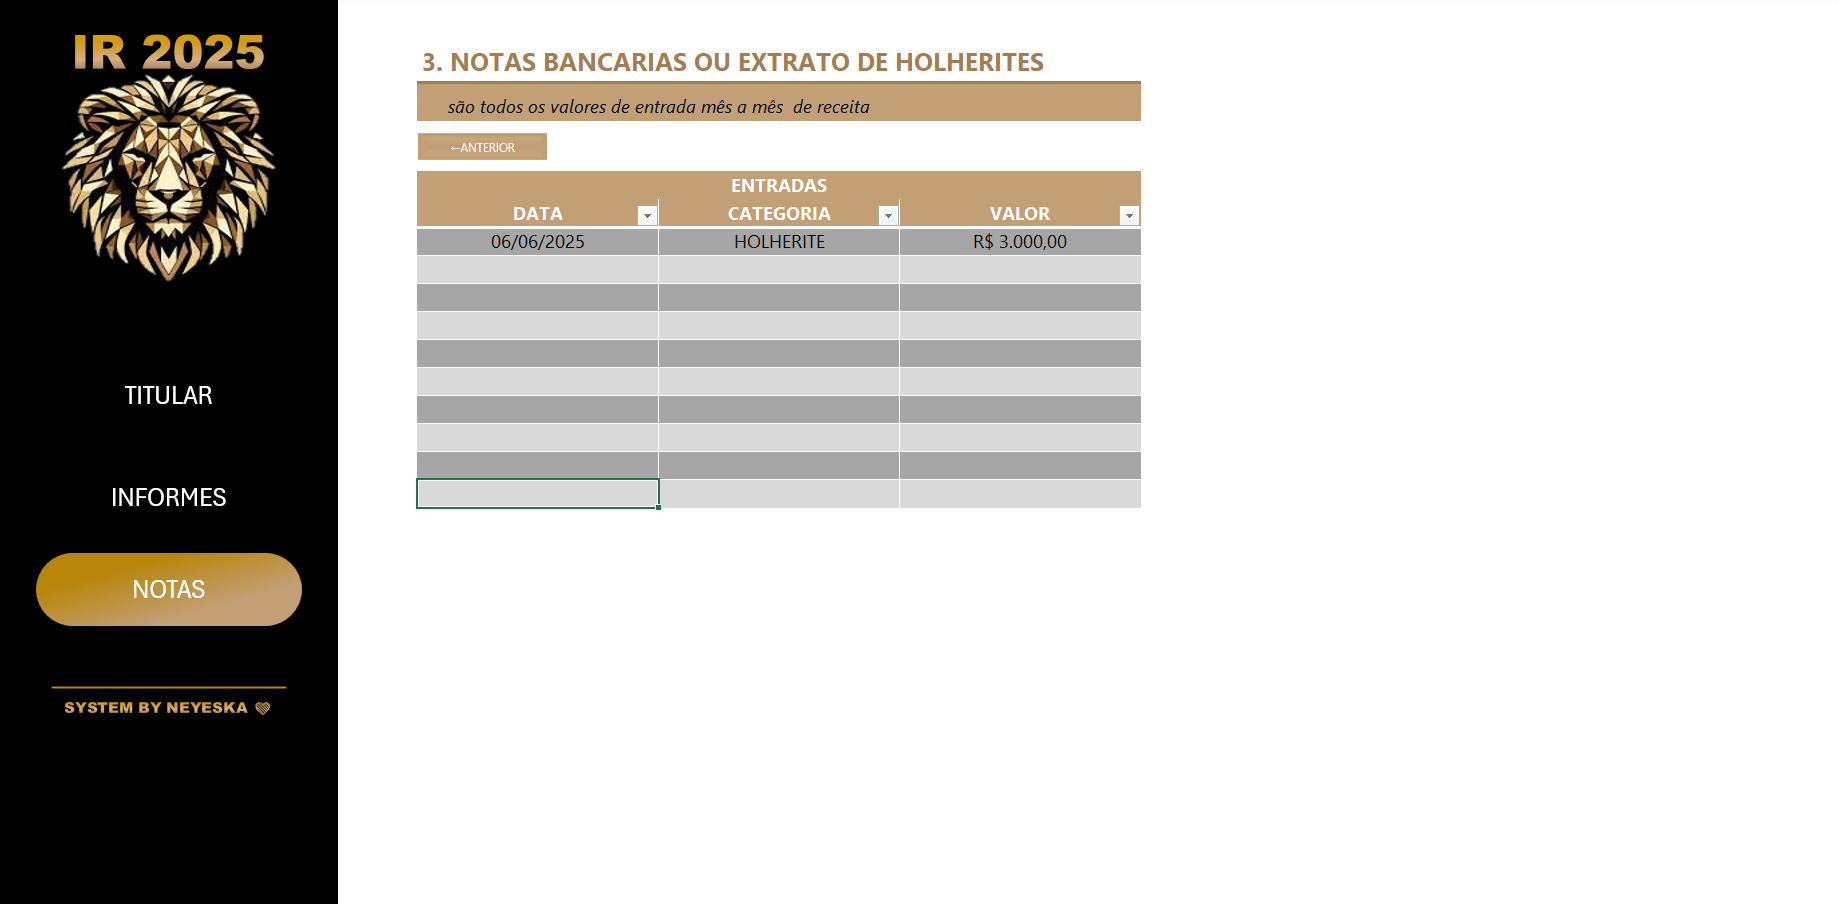 IR 2025
TITULAR
INFORMES
NOTAS
SYSTEM BY NEYESKA
3. NOTAS BANCARIAS OU EXTRATO DE HOLHERITES
são todos os valores de entrada mês a mês  de receita
←ANTERIOR
ENTRADAS
DATA CATEGORIA VALOR
06/06/2025 HOLHERITE R$ 3.000,00